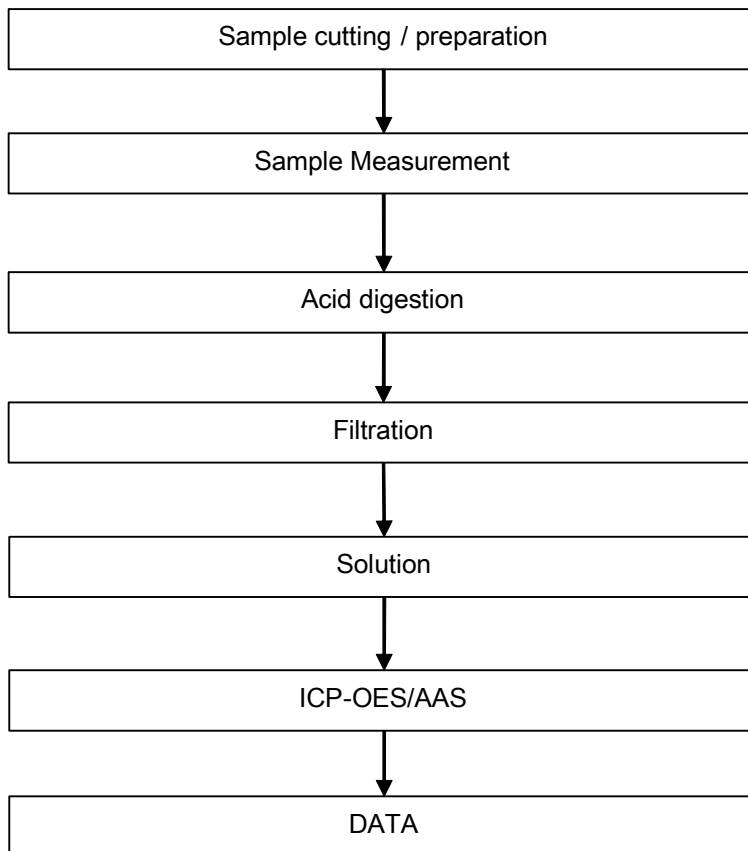 Sample cutting / preparation
Sample Measurement
Acid digestion
Filtration
Solution
ICP-OES/AAS
DATA